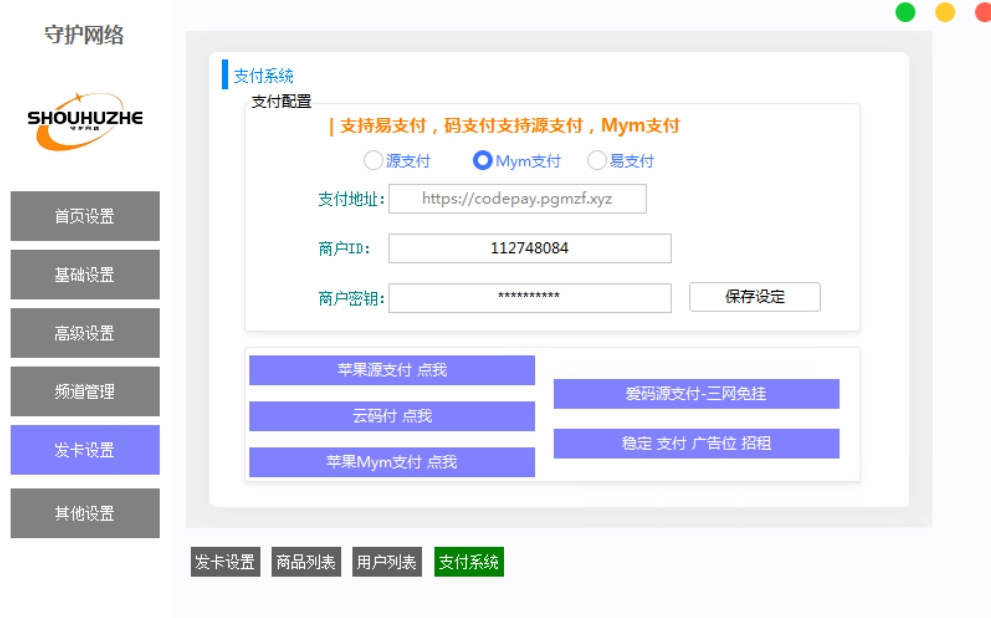 守护网络
SHOUHUZHE
守护网络
首页设置
基础设置
高级设置
频道管理
发卡设置
其他设置
支付系统
支付配置
| 支持易支付，码支付支持源支付，Mym支付
源支付 Mym支付 易支付
支付地址: https://codepay.pgmzf.xyz
商户ID: 112748084
商户密钥: ********** 保存设定
苹果源支付 点我
云码付 点我
苹果Mym支付 点我
爱码源支付-三网免挂
稳定 支付 广告位 招租
发卡设置 商品列表 用户列表 支付系统